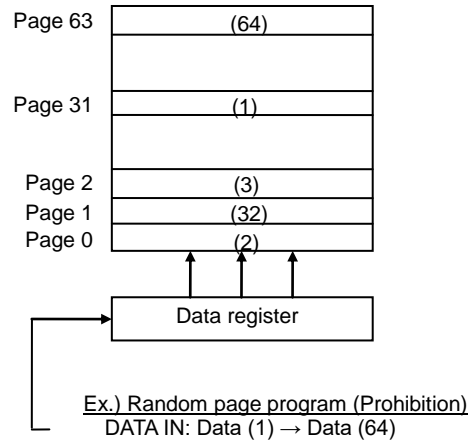 Page 63 (64)
Page 31 (1)
Page 2 (3)
Page 1 (32)
Page 0 (2)
Data register
Ex.) Random page program (Prohibition)
DATA IN: Data (1) → Data (64)